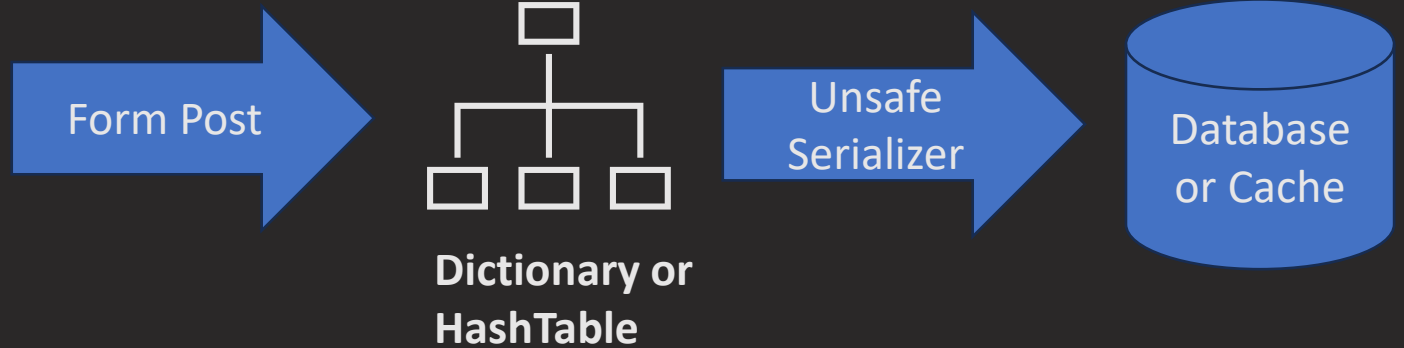 Form Post
Dictionary or
HashTable
Unsafe
Serializer
Database
or Cache